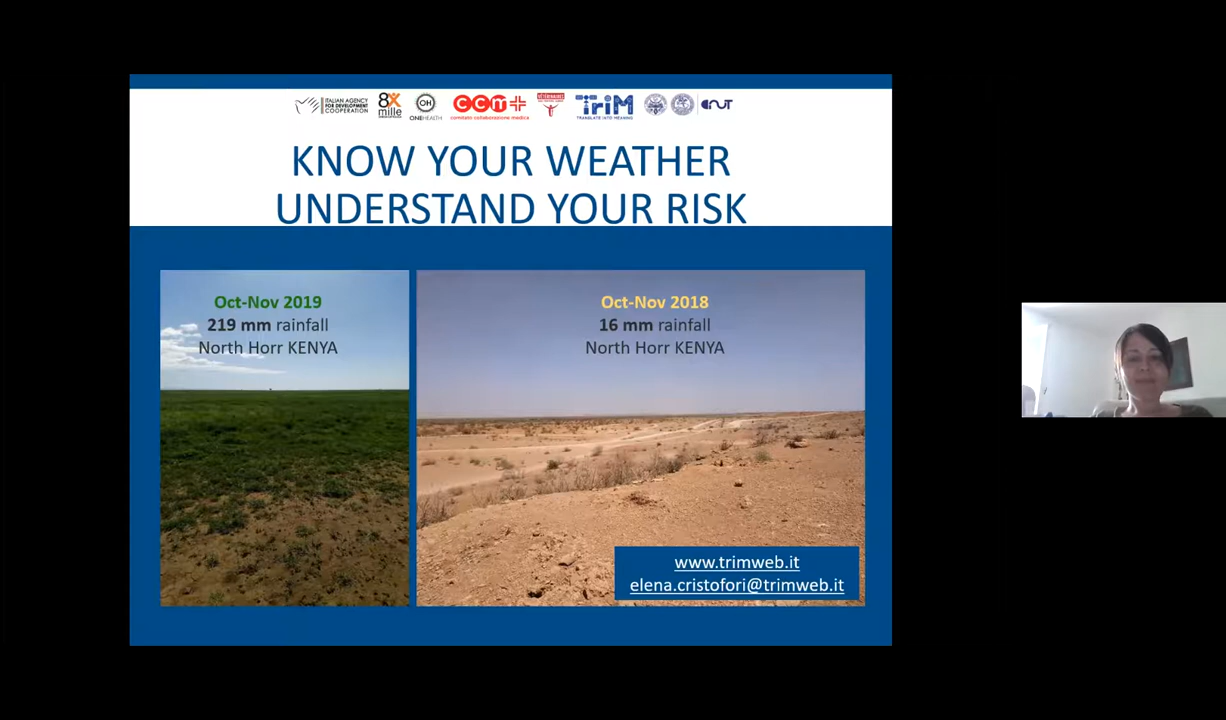 ITALIAN AGENCY
FOR DEVELOPMENT
COOPERATION
8X
mille
OH
ONEHEALTH
CCM
comitato collaborazione medica
TriM
TRANSLATE INTO MEANING
KNOW YOUR WEATHER
UNDERSTAND YOUR RISK
Oct-Nov 2019
219 mm rainfall
North Horr KENYA
Oct-Nov 2018
16 mm rainfall
North Horr KENYA
www.trimweb.it
elena.cristofori@trimweb.it